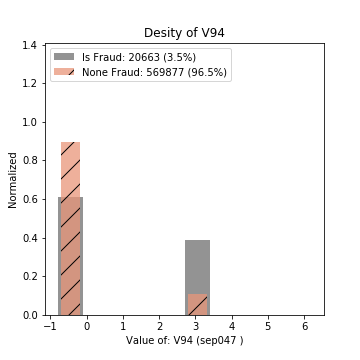 Desity of V94
Is Fraud: 20663 (3.5%)
None Fraud: 569877 (96.5%)
Normalized
1.4
1.2
1.0
0.8
0.6
0.4
0.2
0.0
−1 0 1 2 3 4 5 6
Value of: V94 (sep047 )